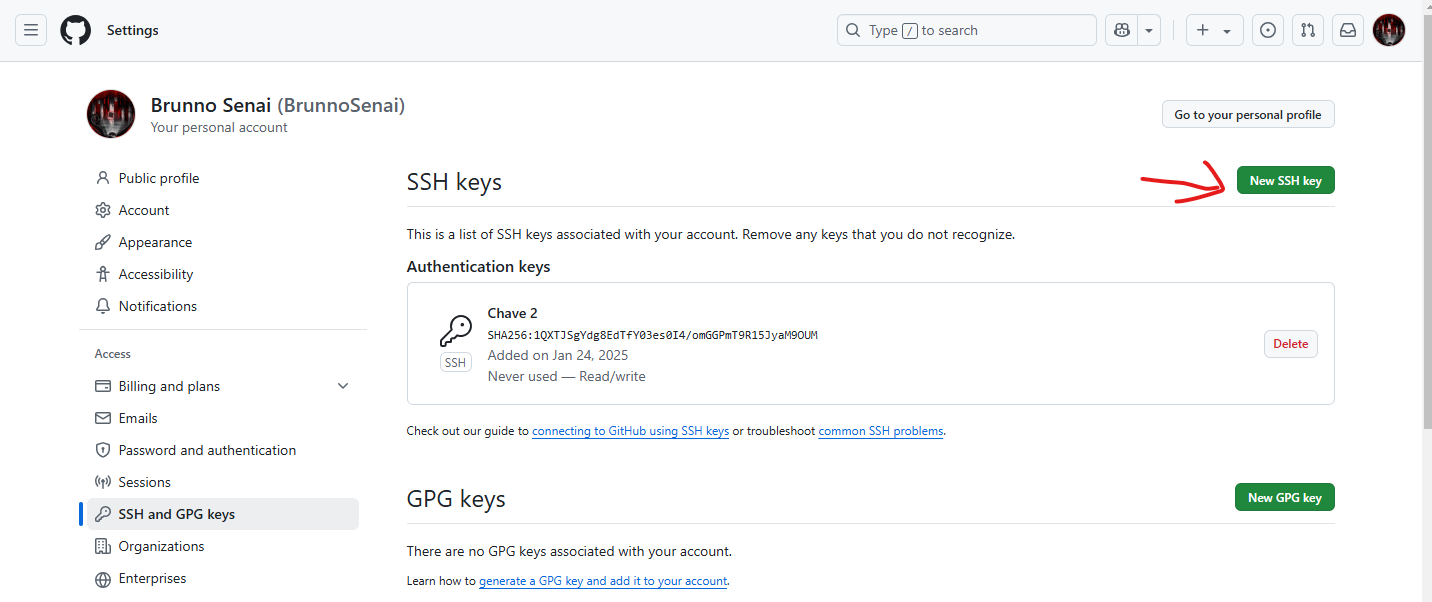 Settings
Type / to search
Brunno Senai (BrunnoSenai)
Your personal account
Go to your personal profile
Public profile
Account
Appearance
Accessibility
Notifications
Access
Billing and plans
Emails
Password and authentication
Sessions
SSH and GPG keys
Organizations
Enterprises
SSH keys
New SSH key
This is a list of SSH keys associated with your account. Remove any keys that you do not recognize.
Authentication keys
Chave 2
SHA256:1QXTJSgYdg8EdTfY03es0I4/omGGPmT9R15JyaM9OUM
Added on Jan 24, 2025
Never used — Read/write
SSH
Delete
Check out our guide to connecting to GitHub using SSH keys or troubleshoot common SSH problems.
GPG keys
New GPG key
There are no GPG keys associated with your account.
Learn how to generate a GPG key and add it to your account.